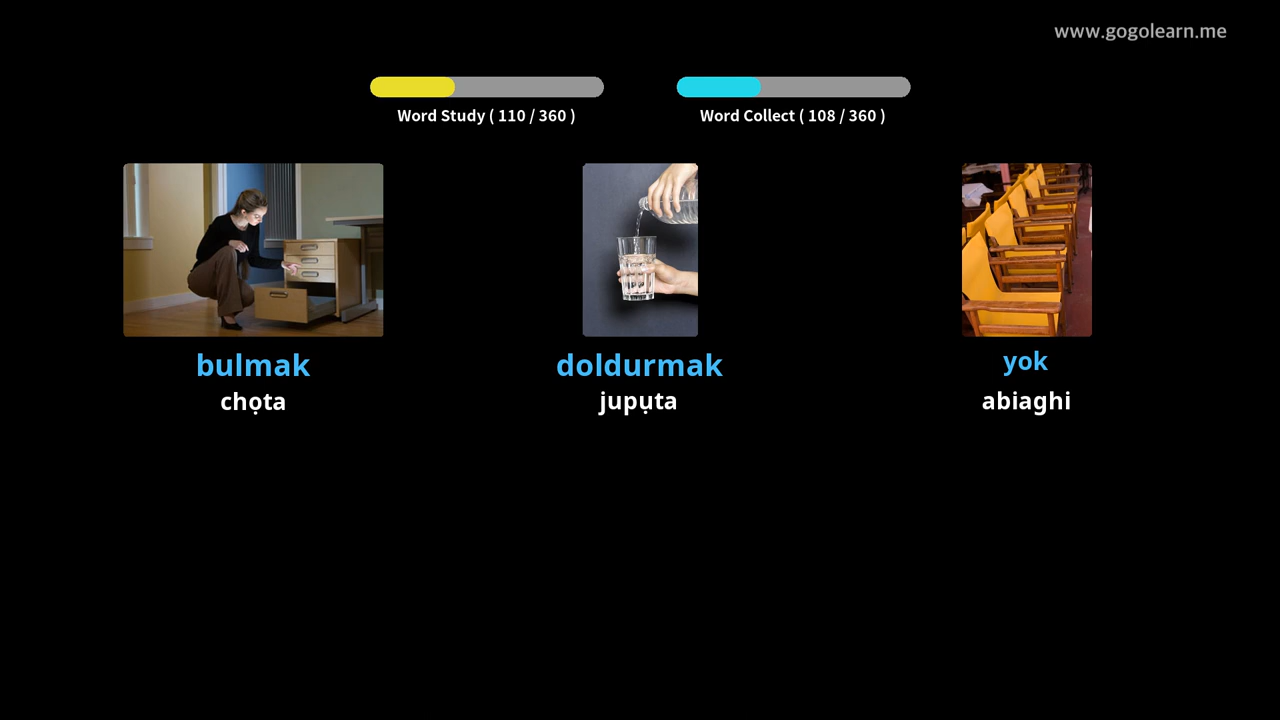 www.gogolearn.me
Word Study ( 110 / 360 )
Word Collect ( 108 / 360 )
bulmak
chọta
doldurmak
jupụta
yok
abiaghi